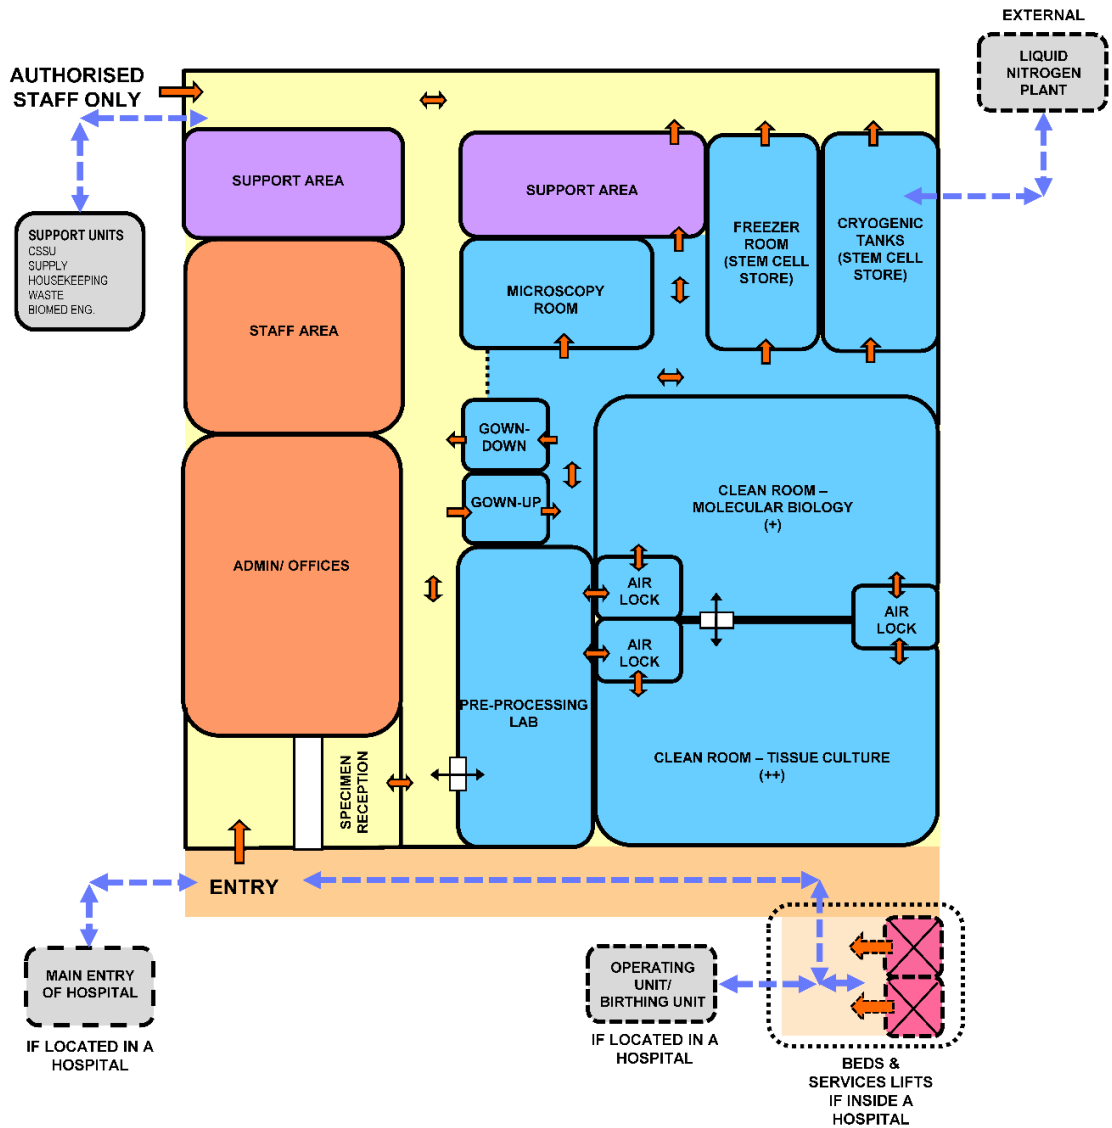 EXTERNAL
LIQUID
NITROGEN
PLANT
AUTHORISED
STAFF ONLY
SUPPORT AREA
SUPPORT AREA
FREEZER
ROOM
(STEM CELL
STORE)
CRYOGENIC
TANKS
(STEM CELL
STORE)
SUPPORT UNITS
CSSU
SUPPLY
HOUSEKEEPING
WASTE
BIOMED ENG.
MICROSCOPY
ROOM
STAFF AREA
GOWN-
DOWN
GOWN-UP
CLEAN ROOM –
MOLECULAR BIOLOGY
(+)
ADMIN/ OFFICES
AIR
LOCK
AIR
LOCK
AIR
LOCK
PRE-PROCESSING
LAB
CLEAN ROOM – TISSUE CULTURE
(++)
SPECIMEN
RECEPTION
ENTRY
MAIN ENTRY
OF HOSPITAL
IF LOCATED IN A
HOSPITAL
OPERATING
UNIT/
BIRTHING UNIT
IF LOCATED IN A
HOSPITAL
BEDS &
SERVICES LIFTS
IF INSIDE A
HOSPITAL